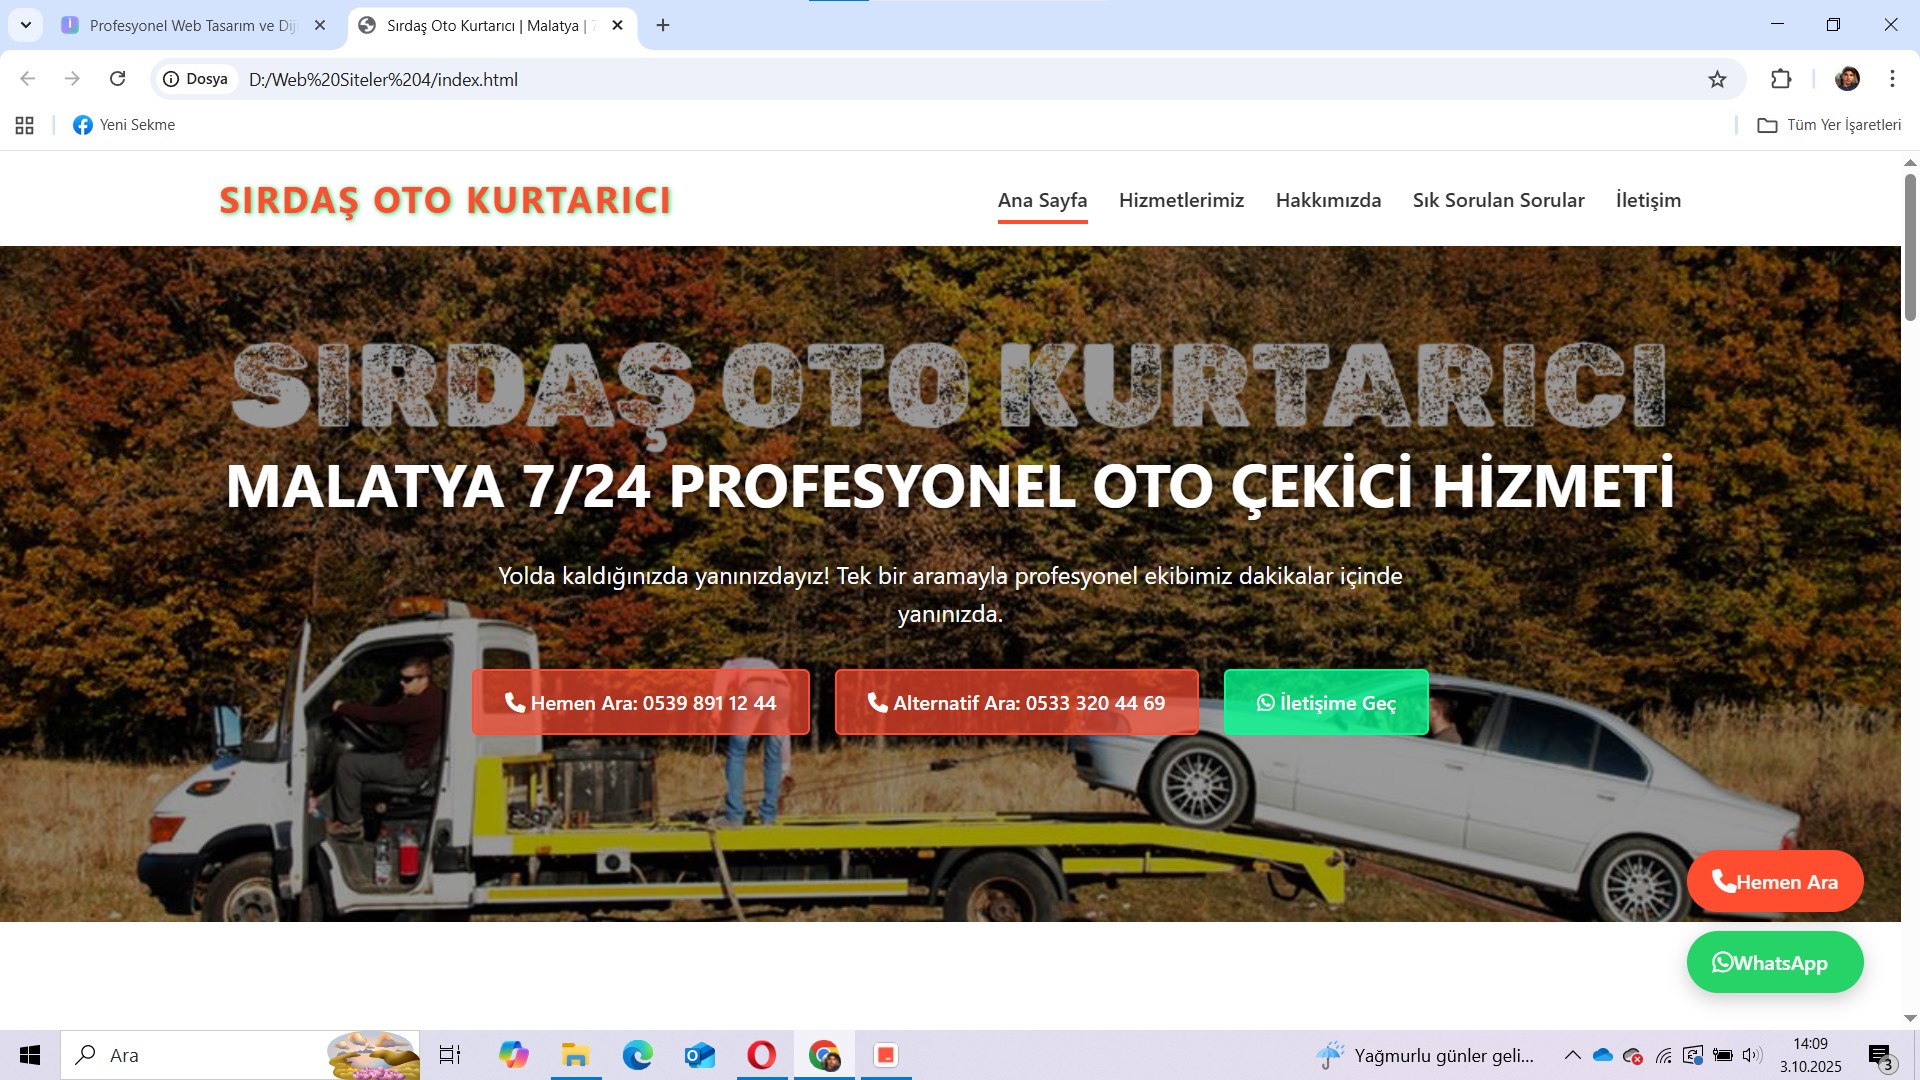 Profesyonel Web Tasarım ve Dij
Sırdaş Oto Kurtarıcı | Malatya | 7
Dosya
D:/Web%20Siteler%204/index.html
Yeni Sekme
Tüm Yer İşaretleri
SIRDAŞ OTO KURTARICI
Ana Sayfa
Hizmetlerimiz
Hakkımızda
Sık Sorulan Sorular
İletişim
SIRDAŞ OTO KURTARICI
MALATYA 7/24 PROFESYONEL OTO ÇEKİCİ HİZMETİ
Yolda kaldığınızda yanınızdayız! Tek bir aramayla profesyonel ekibimiz dakikalar içinde
yanınızda.
Hemen Ara: 0539 891 12 44
Alternatif Ara: 0533 320 44 69
İletişime Geç
Hemen Ara
WhatsApp
Ara
Yağmurlu günler geli...
14:09
3.10.2025
3